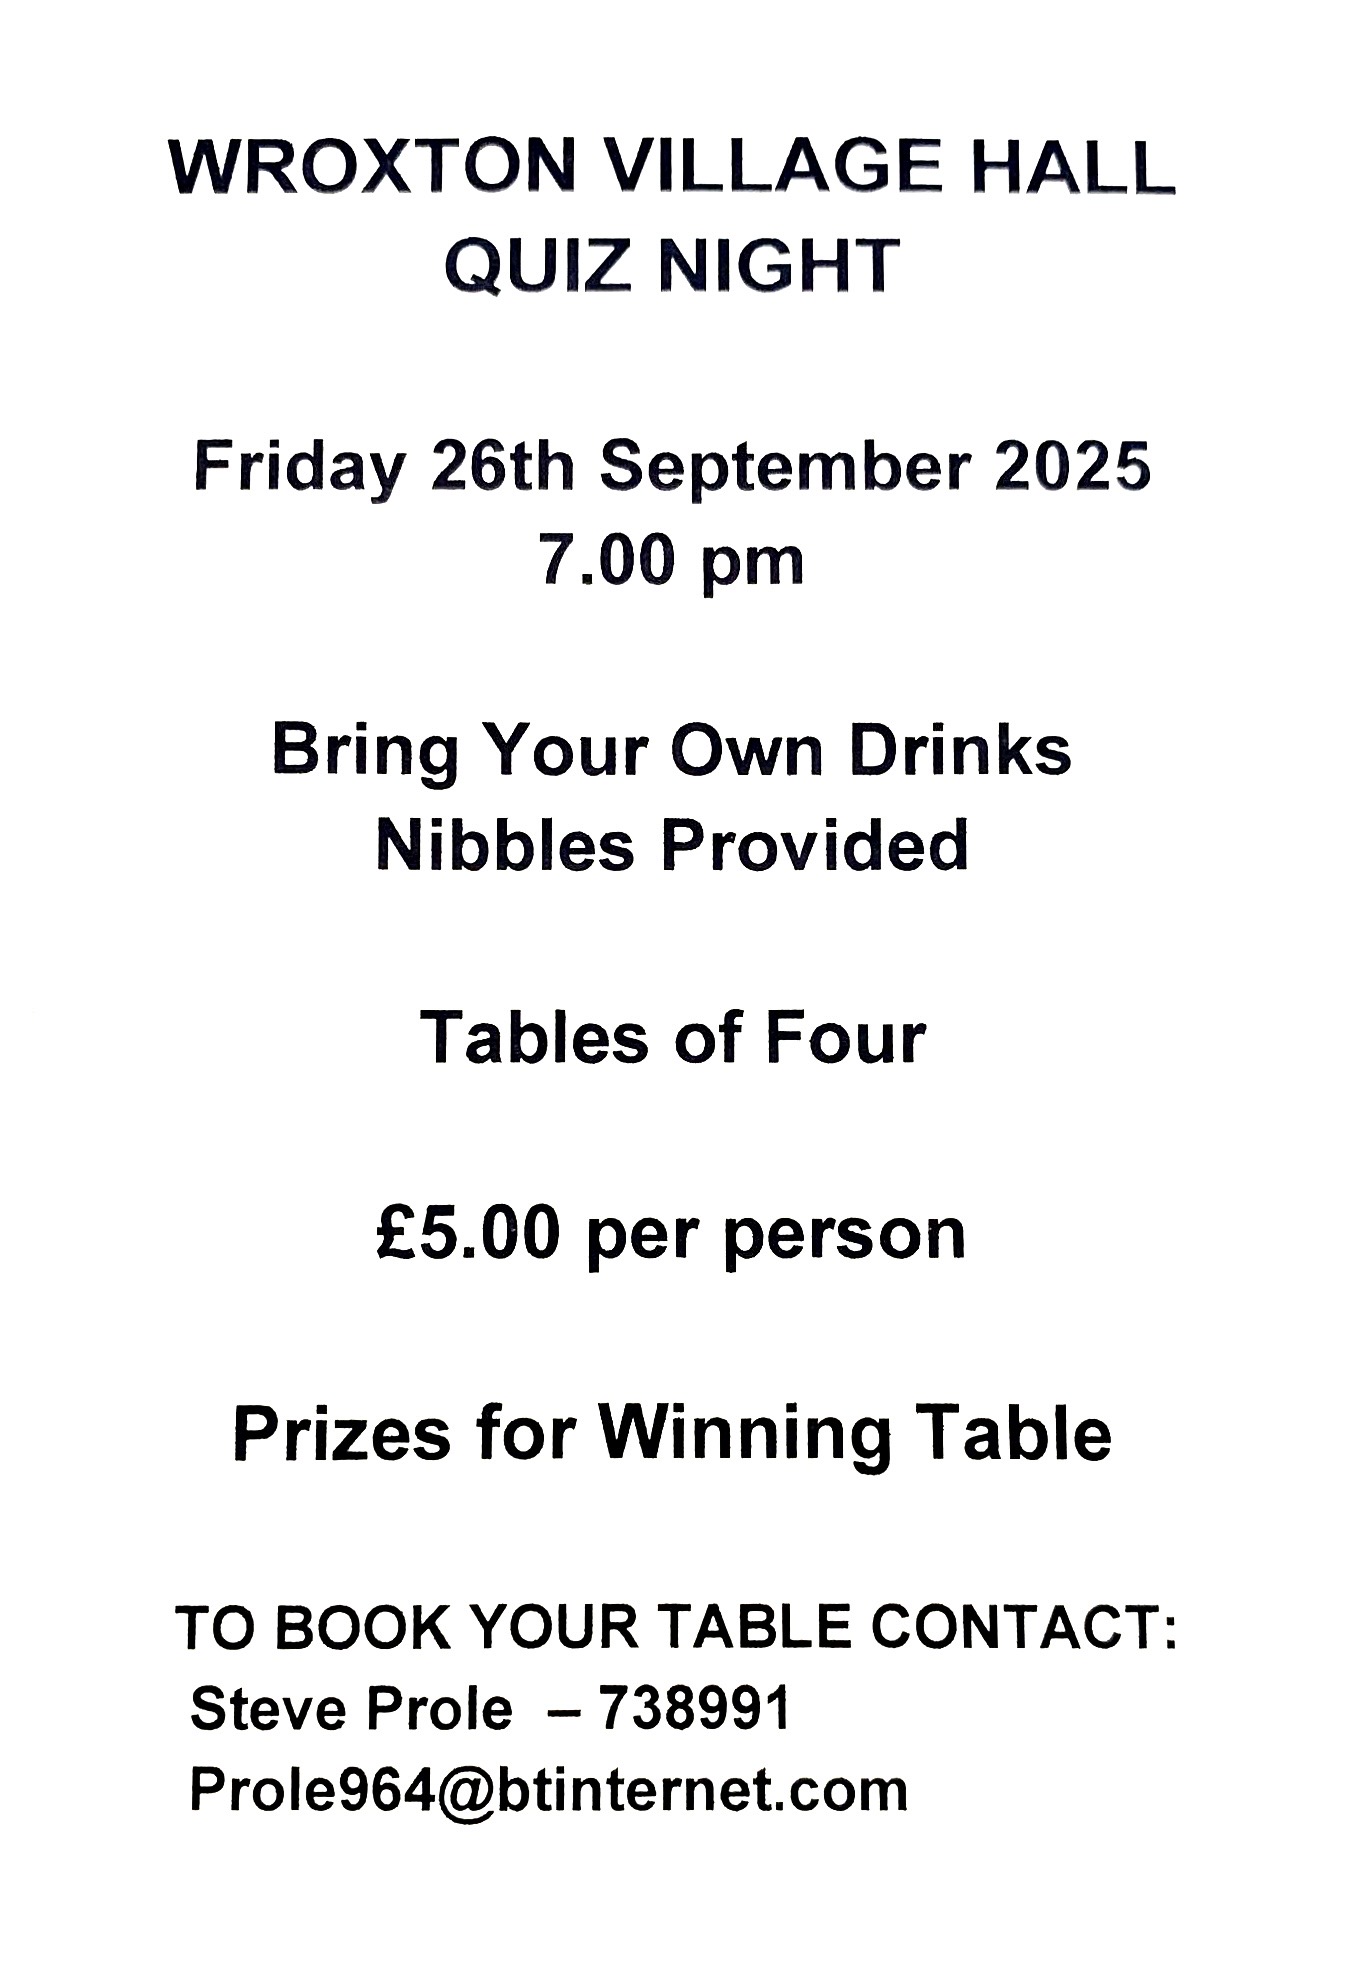 WROXTON VILLAGE HALL
QUIZ NIGHT
Friday 26th September 2025
7.00 pm
Bring Your Own Drinks
Nibbles Provided
Tables of Four
£5.00 per person
Prizes for Winning Table
TO BOOK YOUR TABLE CONTACT:
Steve Prole – 738991
Prole964@btinternet.com